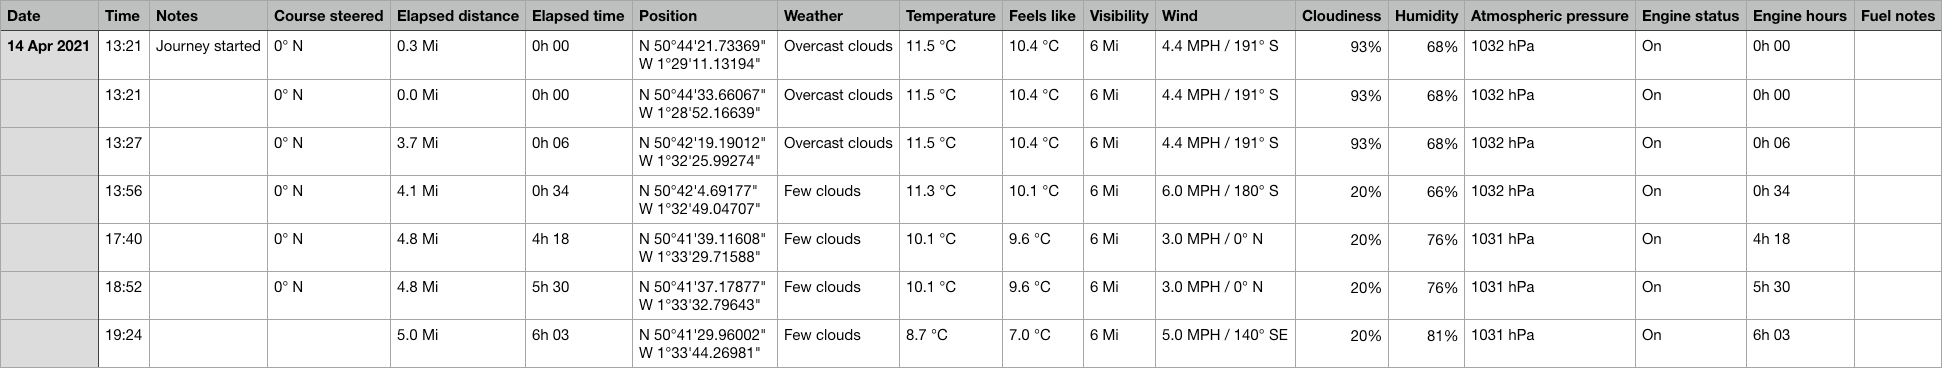 Date Time Notes Course steered Elapsed distance Elapsed time Position Weather Temperature Feels like Visibility Wind Cloudiness Humidity Atmospheric pressure Engine status Engine hours Fuel notes
14 Apr 2021 13:21 Journey started 0° N 0.3 Mi 0h 00 N 50°44'21.73369" Overcast clouds 11.5 °C 10.4 °C 6 Mi 4.4 MPH / 191° S 93% 68% 1032 hPa On 0h 00
W 1°29'11.13194"
13:21 0° N 0.0 Mi 0h 00 N 50°44'33.66067" Overcast clouds 11.5 °C 10.4 °C 6 Mi 4.4 MPH / 191° S 93% 68% 1032 hPa On 0h 00
W 1°28'52.16639"
13:27 0° N 3.7 Mi 0h 06 N 50°42'19.19012" Overcast clouds 11.5 °C 10.4 °C 6 Mi 4.4 MPH / 191° S 93% 68% 1032 hPa On 0h 06
W 1°32'25.99274"
13:56 0° N 4.1 Mi 0h 34 N 50°42'4.69177" Few clouds 11.3 °C 10.1 °C 6 Mi 6.0 MPH / 180° S 20% 66% 1032 hPa On 0h 34
W 1°32'49.04707"
17:40 0° N 4.8 Mi 4h 18 N 50°41'39.11608" Few clouds 10.1 °C 9.6 °C 6 Mi 3.0 MPH / 0° N 20% 76% 1031 hPa On 4h 18
W 1°33'29.71588"
18:52 0° N 4.8 Mi 5h 30 N 50°41'37.17877" Few clouds 10.1 °C 9.6 °C 6 Mi 3.0 MPH / 0° N 20% 76% 1031 hPa On 5h 30
W 1°33'32.79643"
19:24 5.0 Mi 6h 03 N 50°41'29.96002" Few clouds 8.7 °C 7.0 °C 6 Mi 5.0 MPH / 140° SE 20% 81% 1031 hPa On 6h 03
W 1°33'44.26981"